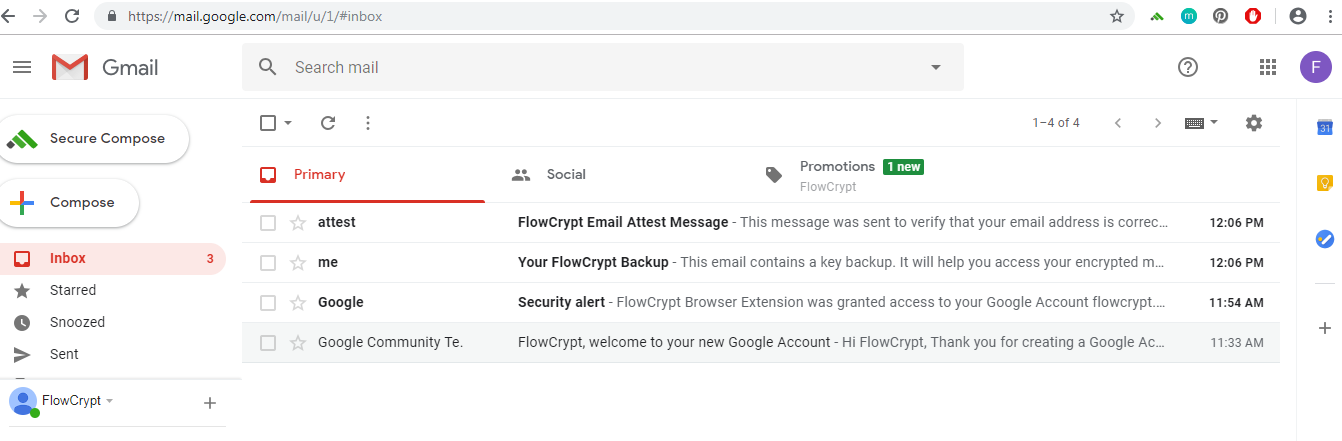 https://mail.google.com/mail/u/1/#inbox
m
Gmail
Search mail
F
Secure Compose
1–4 of 4
31
Primary
Social
Promotions 1 new
FlowCrypt
Compose
attest FlowCrypt Email Attest Message - This message was sent to verify that your email address is correc… 12:06 PM
Inbox 3
me Your FlowCrypt Backup - This email contains a key backup. It will help you access your encrypted m… 12:06 PM
Starred
Google Security alert - FlowCrypt Browser Extension was granted access to your Google Account flowcrypt.… 11:54 AM
Snoozed
Google Community Te. FlowCrypt, welcome to your new Google Account - Hi FlowCrypt, Thank you for creating a Google Ac… 11:33 AM
Sent
FlowCrypt